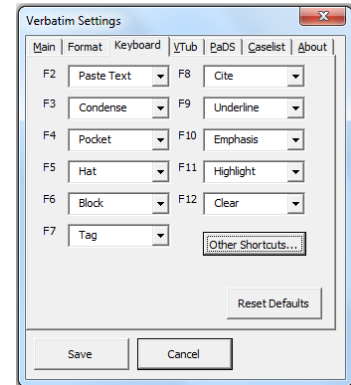 Verbatim Settings
Main Format Keyboard VTub PaDS Caselist About
F2 Paste Text F8 Cite
F3 Condense F9 Underline
F4 Pocket F10 Emphasis
F5 Hat F11 Highlight
F6 Block F12 Clear
F7 Tag
Other Shortcuts...
Reset Defaults
Save Cancel